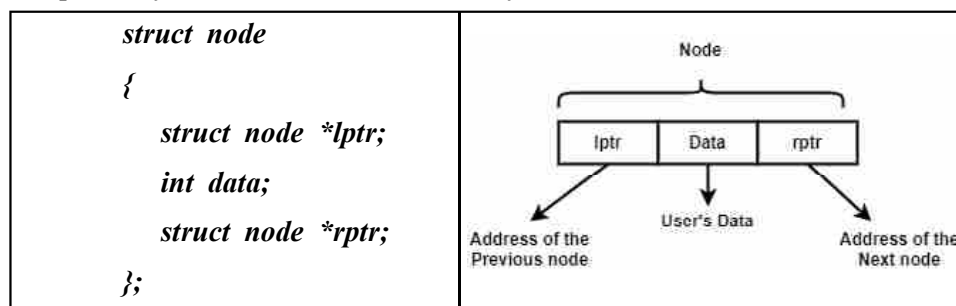 struct node
{
struct node *lptr;
int data;
struct node *rptr;
};
Node
lptr Data rptr
User's Data
Address of the
Previous node
Address of the
Next node